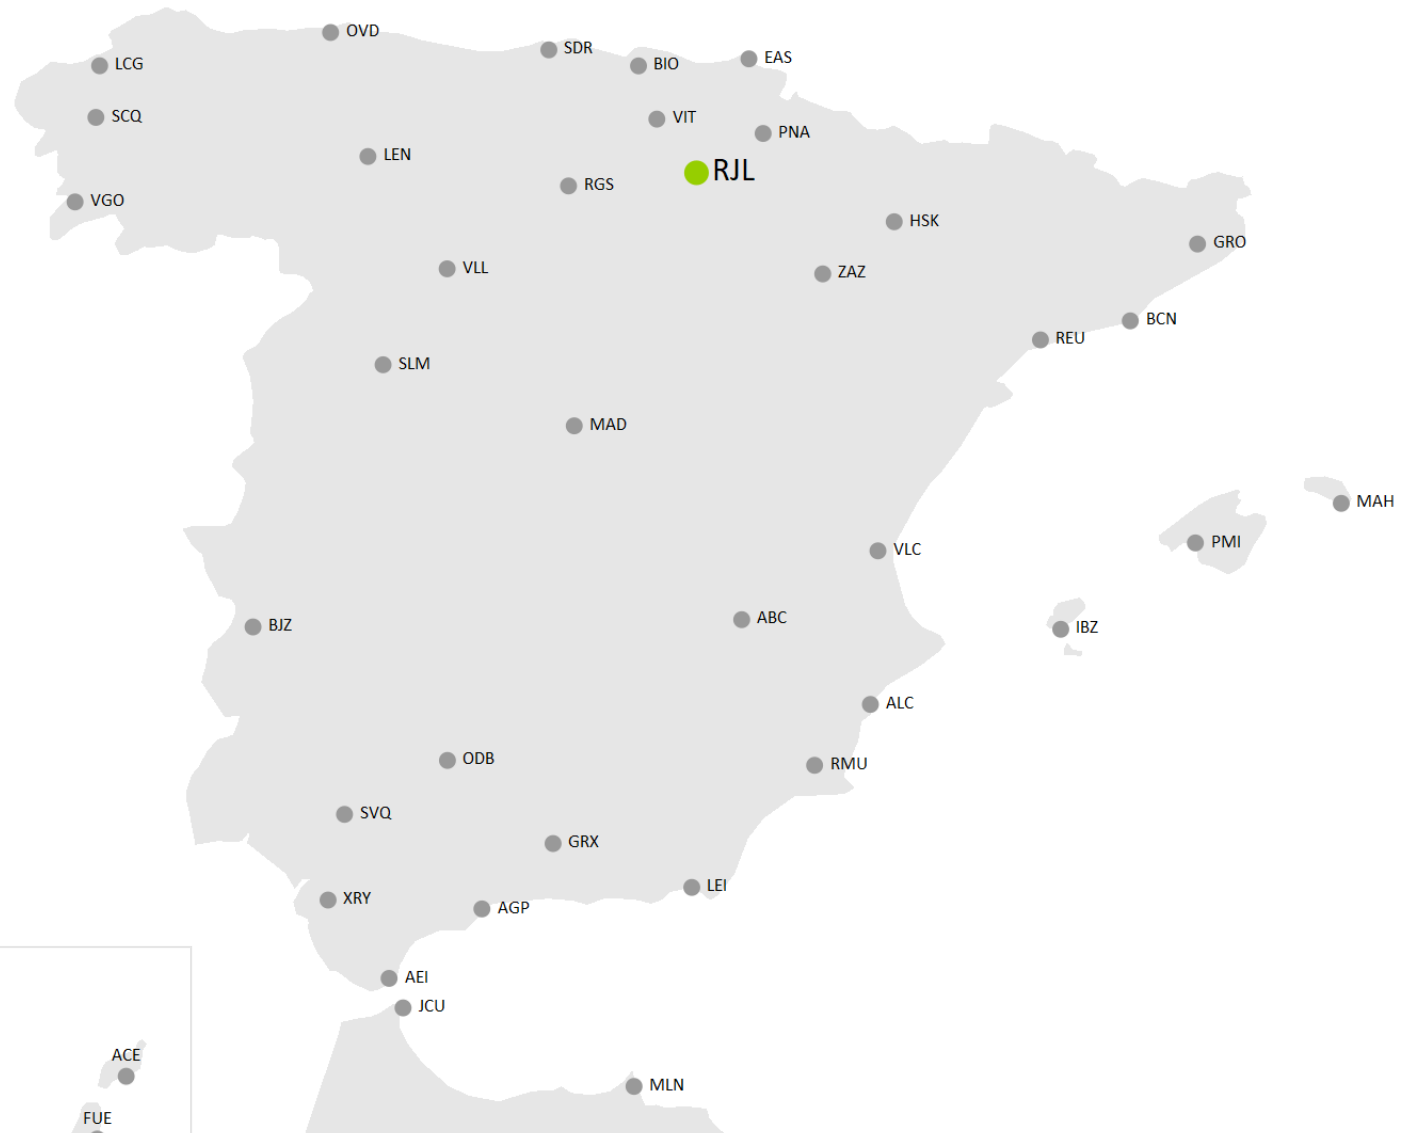 OVD
SDR
EAS
LCG
BIO
SCQ
VIT
PNA
LEN
RJL
RGS
VGO
HSK
GRO
VLL
ZAZ
BCN
REU
SLM
MAD
MAH
PMI
VLC
ABC
BJZ
IBZ
ALC
ODB
RMU
SVQ
GRX
LEI
XRY
AGP
AEI
JCU
ACE
MLN
FUE